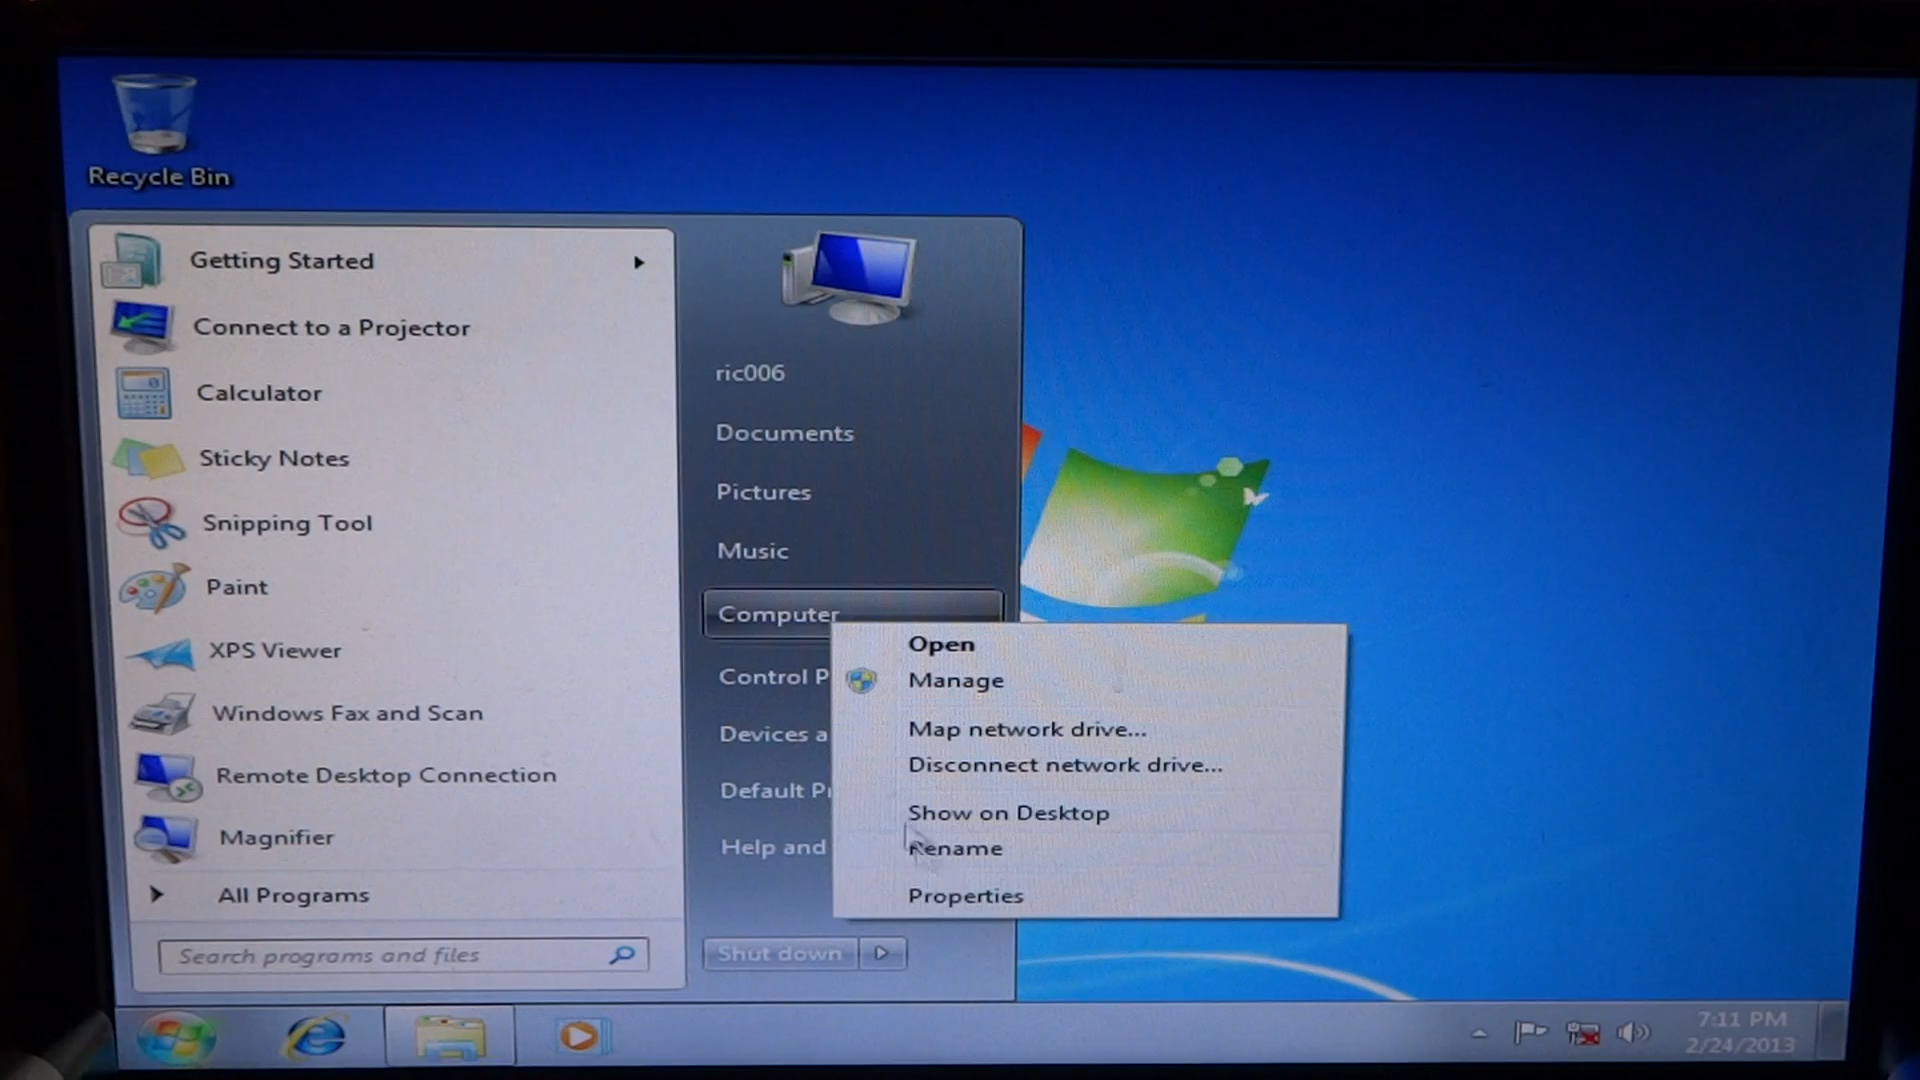 Recycle Bin
Getting Started
Connect to a Projector
Calculator
Sticky Notes
Snipping Tool
Paint
XPS Viewer
Windows Fax and Scan
Remote Desktop Connection
Magnifier
All Programs
Search programs and files
ric006
Documents
Pictures
Music
Computer
Control P
Devices a
Default P
Help and
Shut down
Open
Manage
Map network drive...
Disconnect network drive...
Show on Desktop
Rename
Properties
7:11 PM
2/24/2013